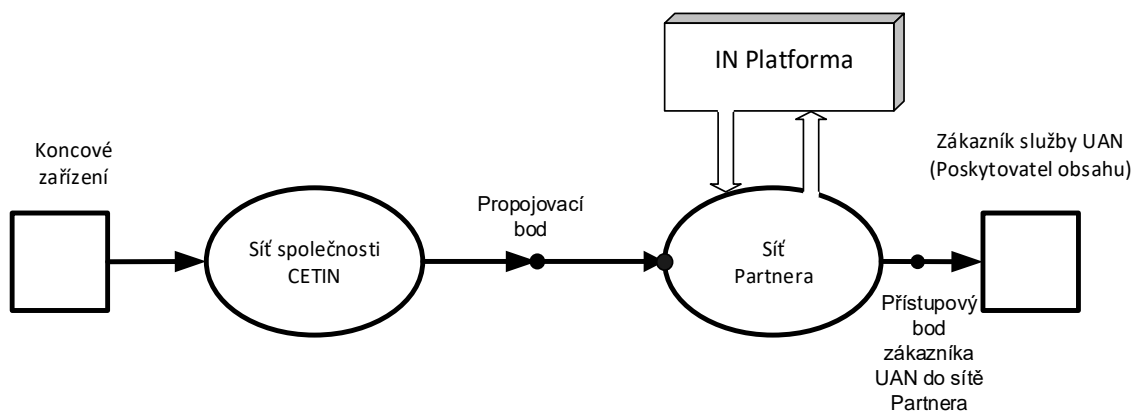 IN Platforma
Koncové
zařízení
Zákazník služby UAN
(Poskytovatel obsahu)
Propojovací
bod
Síť společnosti
CETIN
Síť
Partnera
Přístupový
bod
zákazníka
UAN do sítě
Partnera